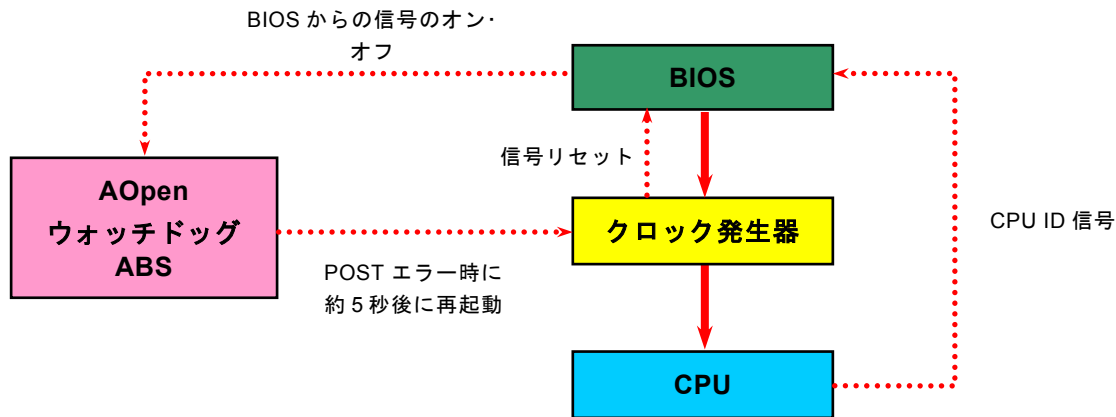 BIOS からの信号のオン・
オフ
BIOS
信号リセット
AOpen
ウォッチドッグ
ABS
クロック発生器
CPU ID 信号
POST エラー時に
約 5 秒後に再起動
CPU